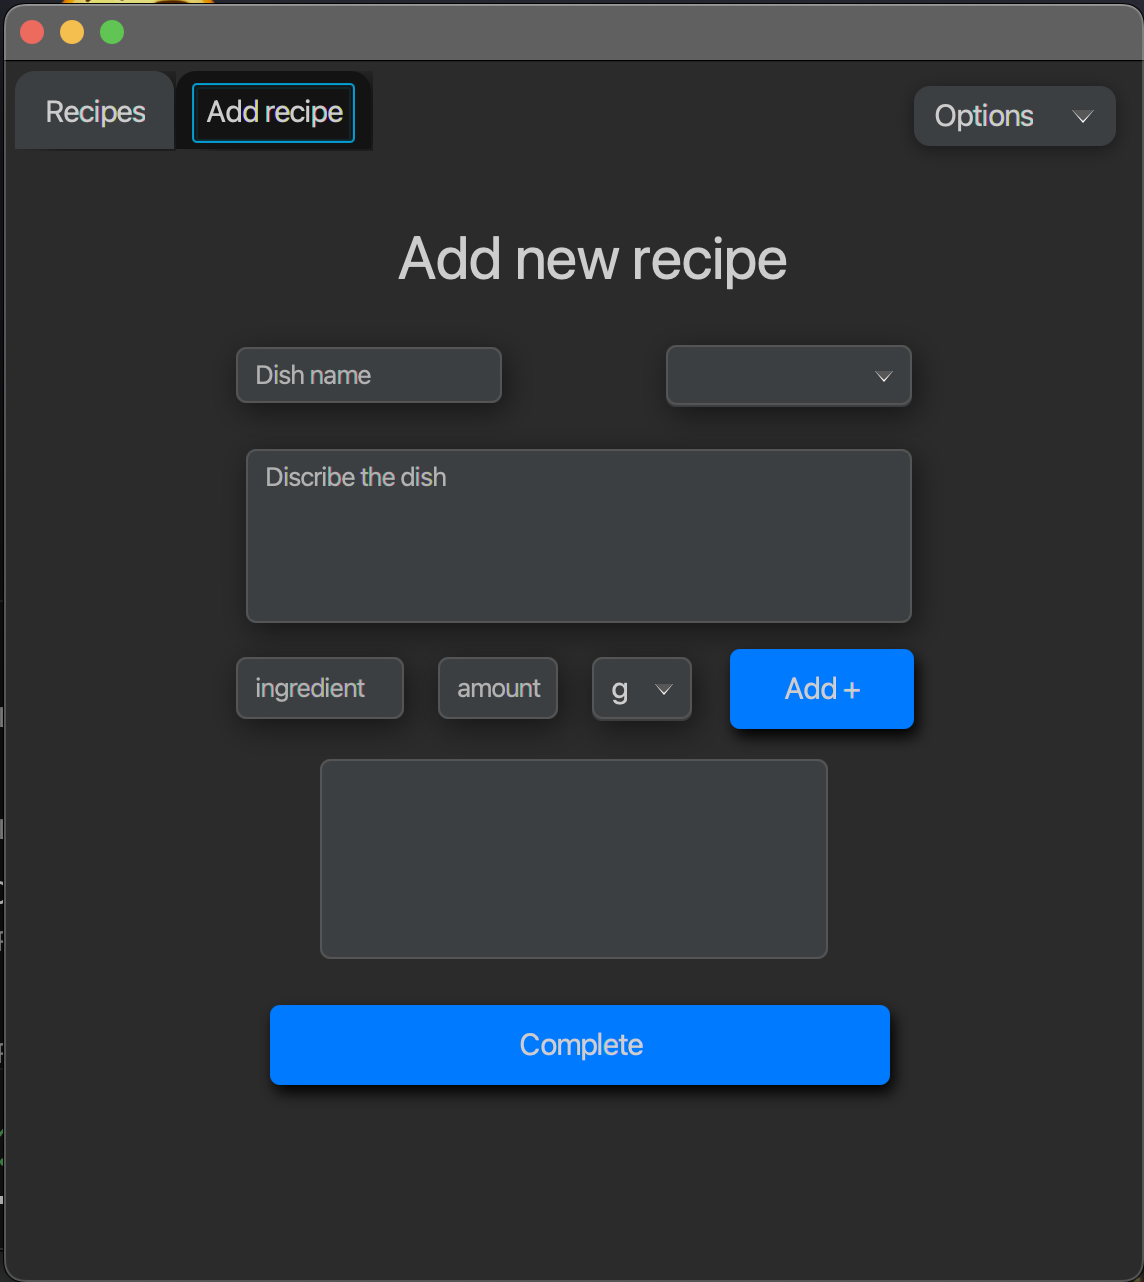 Recipes
Add recipe
Options
Add new recipe
Dish name
Discribe the dish
ingredient
amount
g
Add +
Complete